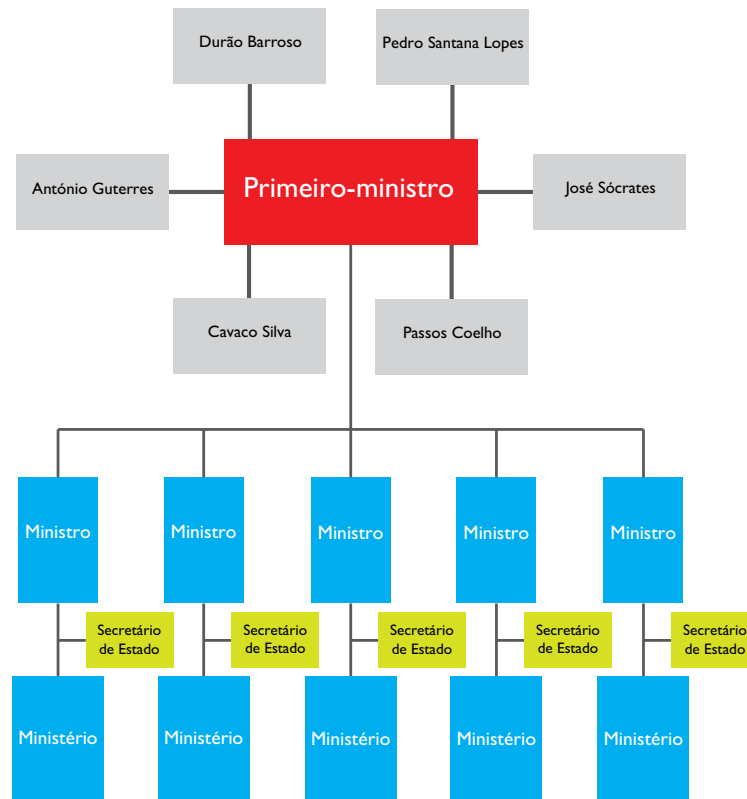 Durão Barroso
Pedro Santana Lopes
António Guterres
Primeiro-ministro
José Sócrates
Cavaco Silva
Passos Coelho
Ministro
Ministro
Ministro
Ministro
Ministro
Secretário
de Estado
Secretário
de Estado
Secretário
de Estado
Secretário
de Estado
Secretário
de Estado
Ministério
Ministério
Ministério
Ministério
Ministério